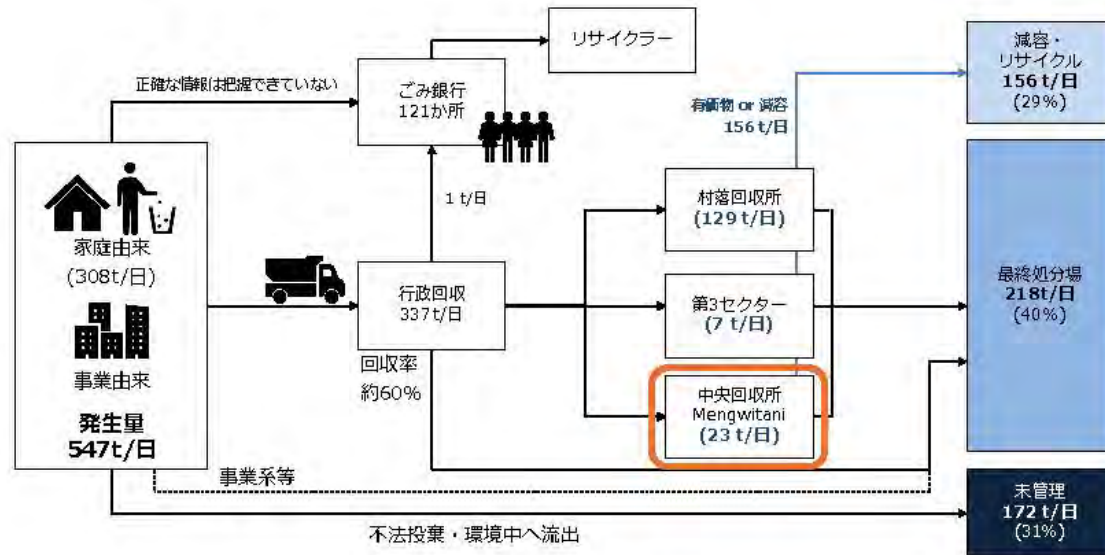 リサイクラー
正確な情報は把握できていない
ごみ銀行
121か所
減容・
リサイクル
156 t/日
(29%)
有価物 or 減容
156 t/日
1 t/日
家庭由来
(308t/日)
事業由来
発生量
547t/日
行政回収
337t/日
回収率
約60%
村落回収所
(129 t/日)
第3セクター
(7 t/日)
中央回収所
Mengwitani
(23 t/日)
最終処分場
218t/日
(40%)
事業系等
不法投棄・環境中へ流出
未管理
172 t/日
(31%)